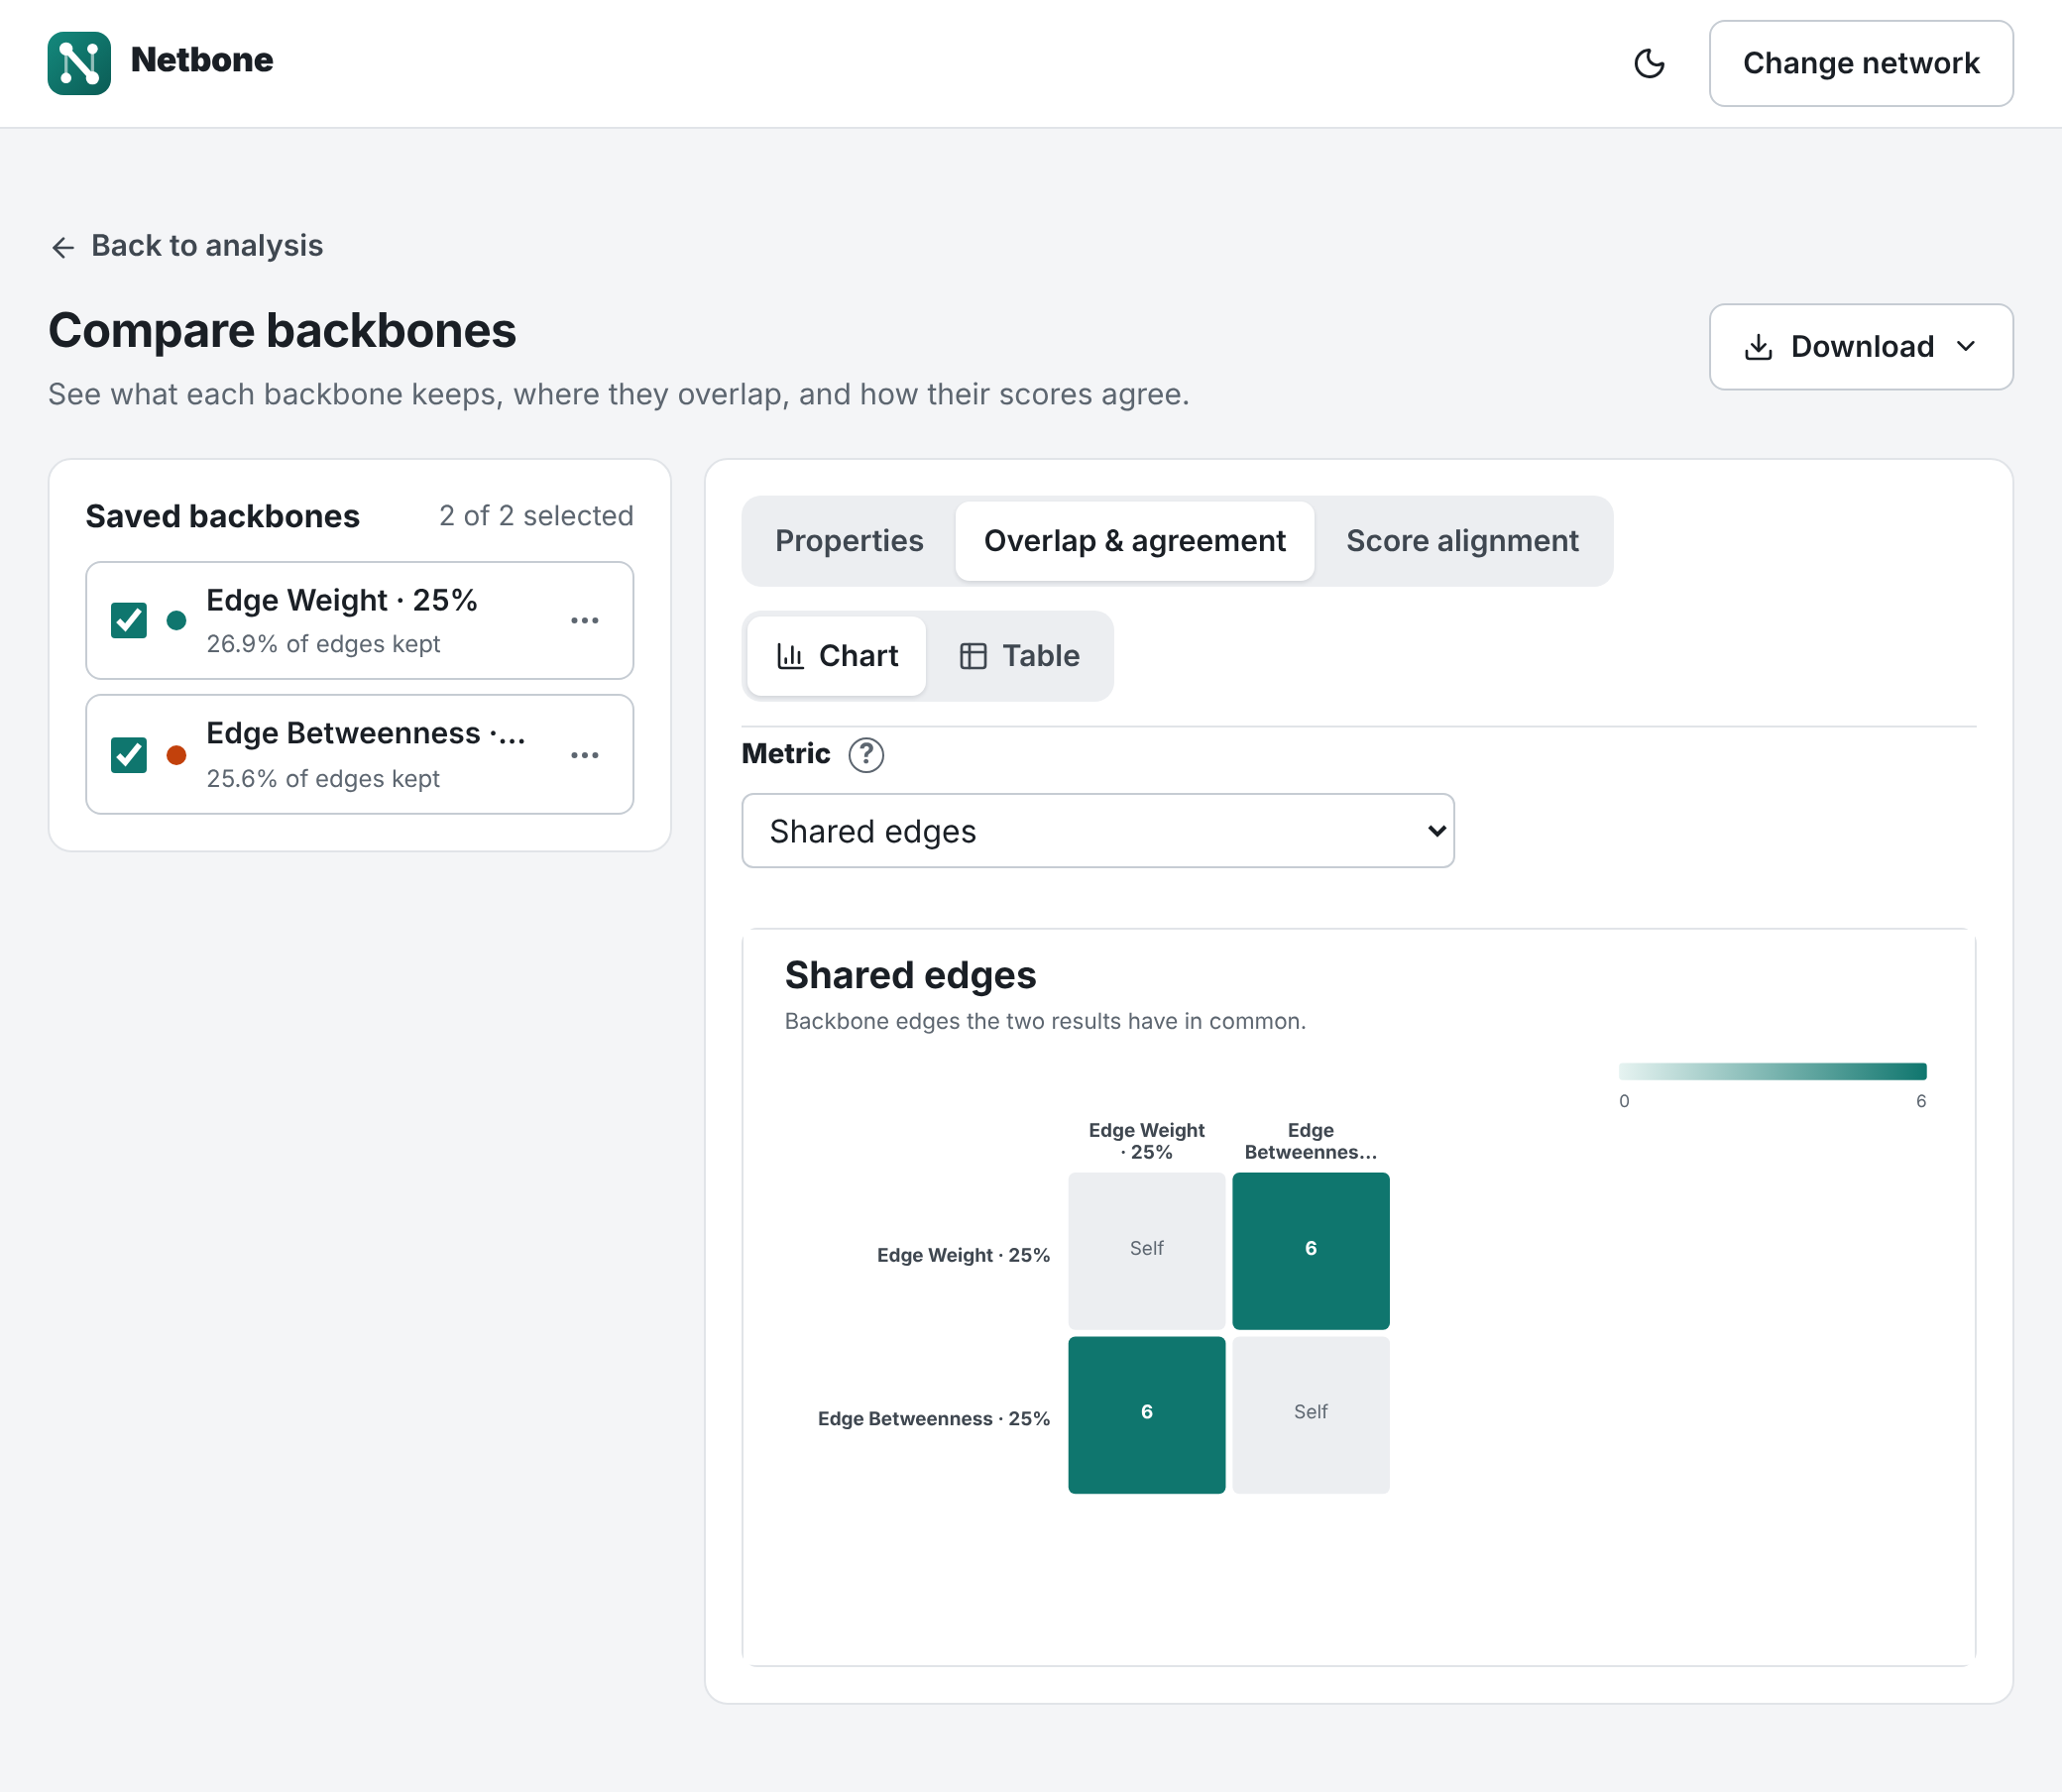 Netbone
Change network
Back to analysis
Compare backbones
Download
See what each backbone keeps, where they overlap, and how their scores agree.
Saved backbones
2 of 2 selected
Edge Weight · 25%
26.9% of edges kept
Edge Betweenness ·...
25.6% of edges kept
Properties
Overlap & agreement
Score alignment
Chart
Table
Metric ?
Shared edges
Shared edges
Backbone edges the two results have in common.
0
6
Edge Weight
· 25%
Edge
Betweennes...
Edge Weight · 25%
Self
6
Edge Betweenness · 25%
6
Self